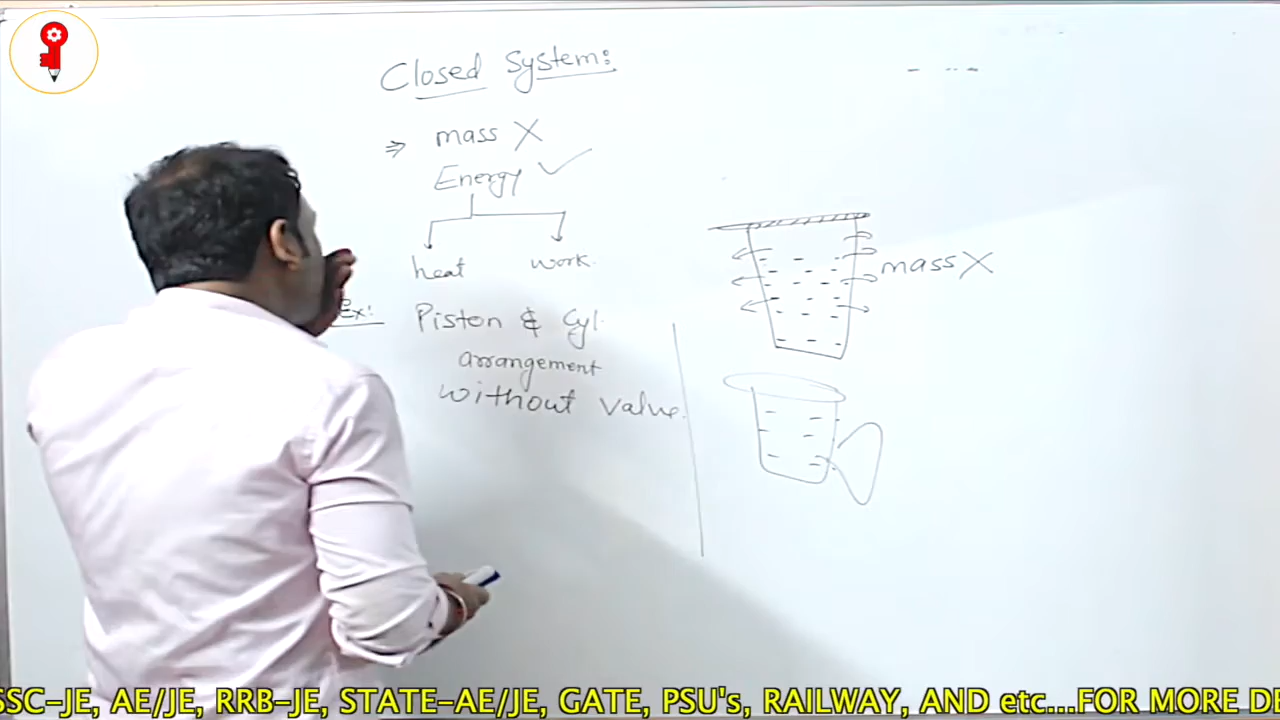 Closed System:
⇒ mass X
Energy ✓
heat work.
Ex: Piston & Cyl.
arrangement
without value.
mass X
SSC-JE, AE/JE, RRB-JE, STATE-AE/JE, GATE, PSU's, RAILWAY, AND etc...FOR MORE DE